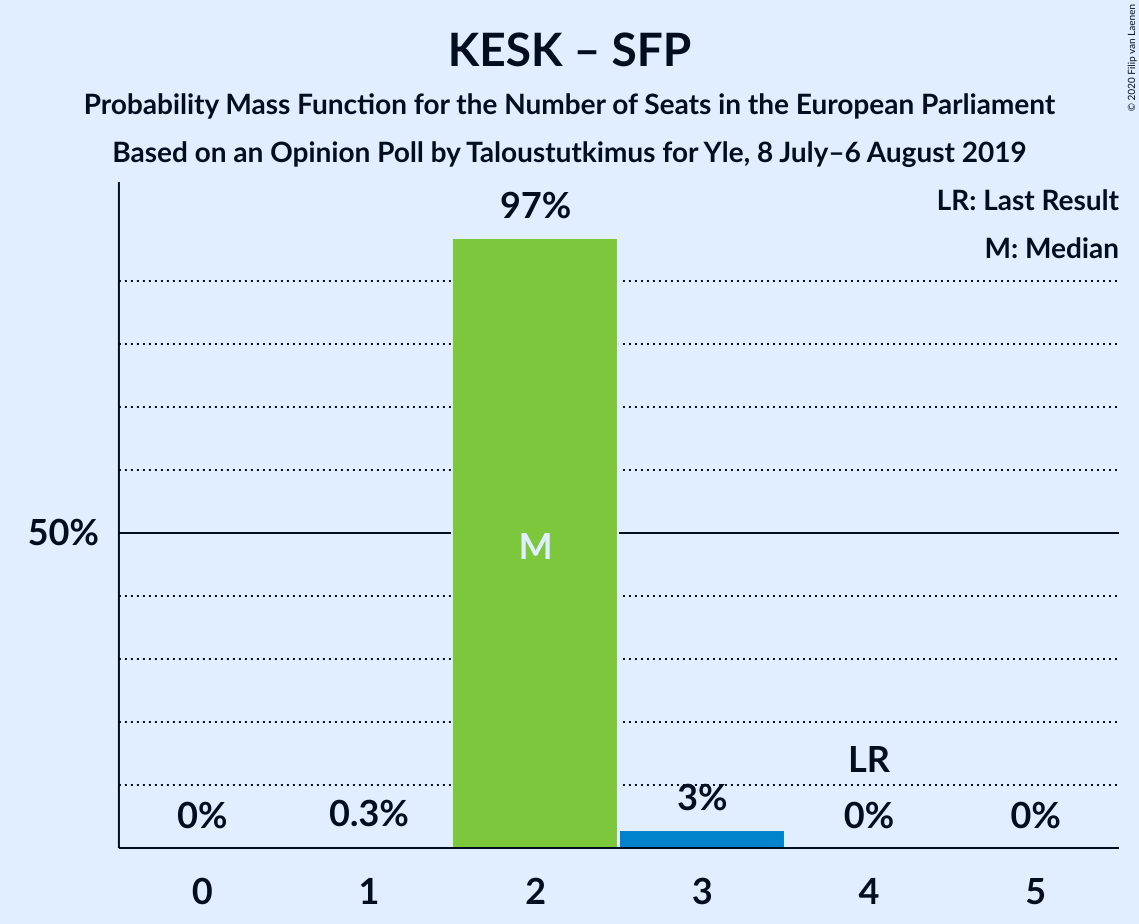 © 2020 Filip van Laenen
KESK – SFP
Probability Mass Function for the Number of Seats in the European Parliament
Based on an Opinion Poll by Taloustutkimus for Yle, 8 July–6 August 2019
LR: Last Result
M: Median
97%
50%
M
LR
0%
0.3%
3%
0%
0%
0
1
2
3
4
5